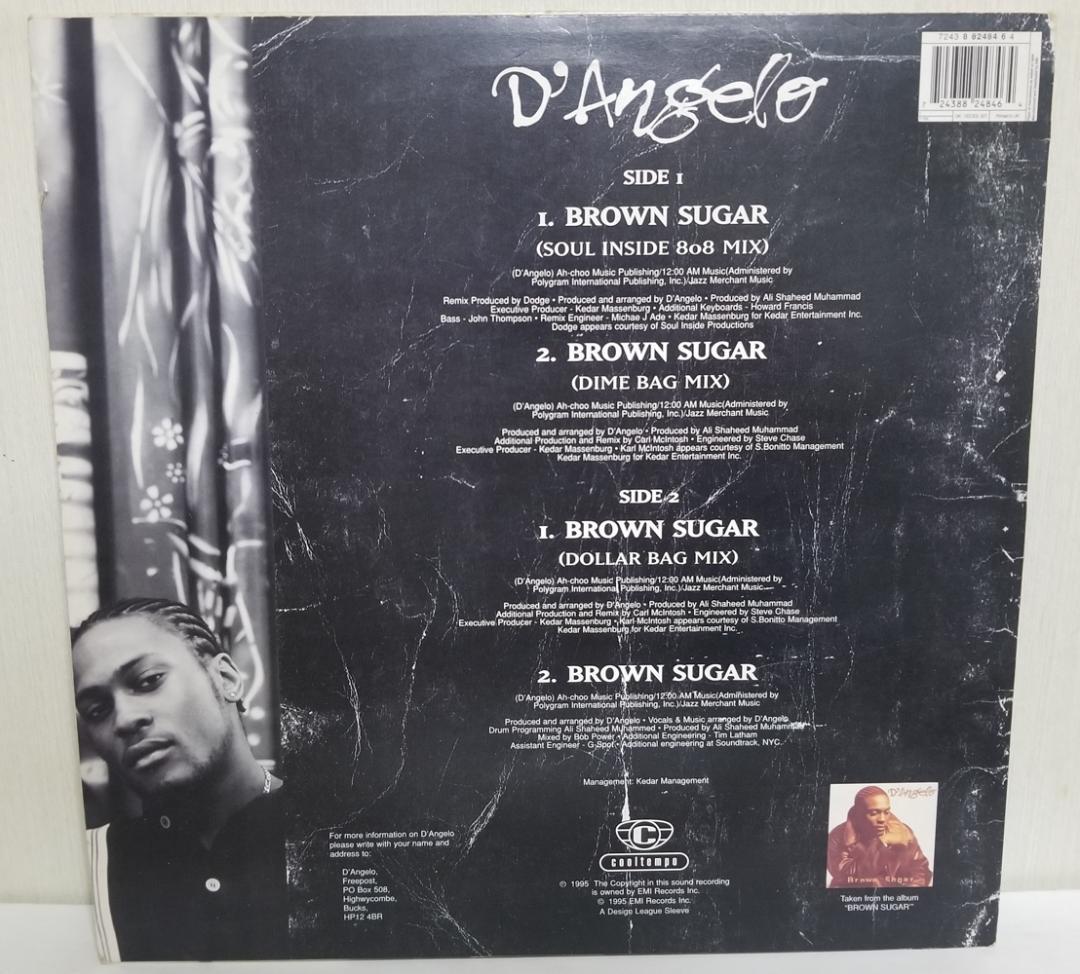 7243 8 82484 6 4
7 24388 24846 4
D'Angelo
SIDE 1
1. BROWN SUGAR
(SOUL INSIDE 808 MIX)
(D'Angelo) Ah-choo Music Publishing/12:00 AM Music(Administered by
Polygram International Publishing, Inc.)/Jazz Merchant Music
Remix Produced by Dodge • Produced and arranged by D'Angelo • Produced by Ali Shaheed Muhammad
Executive Producer - Kedar Massenburg • Additional Keyboards - Howard Francis
Bass - John Thompson • Remix Engineer - Michae J Ade • Kedar Massenburg for Kedar Entertainment Inc.
Dodge appears courtesy of Soul Inside Productions
2. BROWN SUGAR
(DIME BAG MIX)
(D'Angelo) Ah-choo Music Publishing/12:00 AM Music(Administered by
Polygram International Publishing, Inc.)/Jazz Merchant Music
Produced and arranged by D'Angelo • Produced by Ali Shaheed Muhammad
Additional Production and Remix by Carl McIntosh • Engineered by Steve Chase
Executive Producer - Kedar Massenburg • Karl McIntosh appears courtesy of S.Bonitto Management
Kedar Massenburg for Kedar Entertainment Inc.
SIDE 2
1. BROWN SUGAR
(DOLLAR BAG MIX)
(D'Angelo) Ah-choo Music Publishing/12:00 AM Music(Administered by
Polygram International Publishing, Inc.)/Jazz Merchant Music
Produced and arranged by D'Angelo • Produced by Ali Shaheed Muhammad
Additional Production and Remix by Carl McIntosh • Engineered by Steve Chase
Executive Producer - Kedar Massenburg • Karl McIntosh appears courtesy of S.Bonitto Management
Kedar Massenburg for Kedar Entertainment Inc.
2. BROWN SUGAR
(D'Angelo) Ah-choo Music Publishing/12:00 AM Music(Administered by
Polygram International Publishing, Inc.)/Jazz Merchant Music
Produced and arranged by D'Angelo • Vocals & Music arranged by D'Angelo
Drum Programming Ali Shaheed Muhammed • Produced by Ali Shaheed Muhammad
Mixed by Bob Power • Additional Engineering - Tim Latham
Assistant Engineer - G-Spot • Additional engineering at Soundtrack, NYC.
Management: Kedar Management
For more information on D'Angelo
please write with your name and
address to:
D'Angelo,
Freepost,
PO Box 508,
Highwycombe,
Bucks,
HP12 4BR
C
cooltempo
℗ 1995 The Copyright in this sound recording
is owned by EMI Records Inc.
© 1995 EMI Records Inc.
A Design League Sleeve
D'Angelo
Brown Sugar
Taken from the album
"BROWN SUGAR"